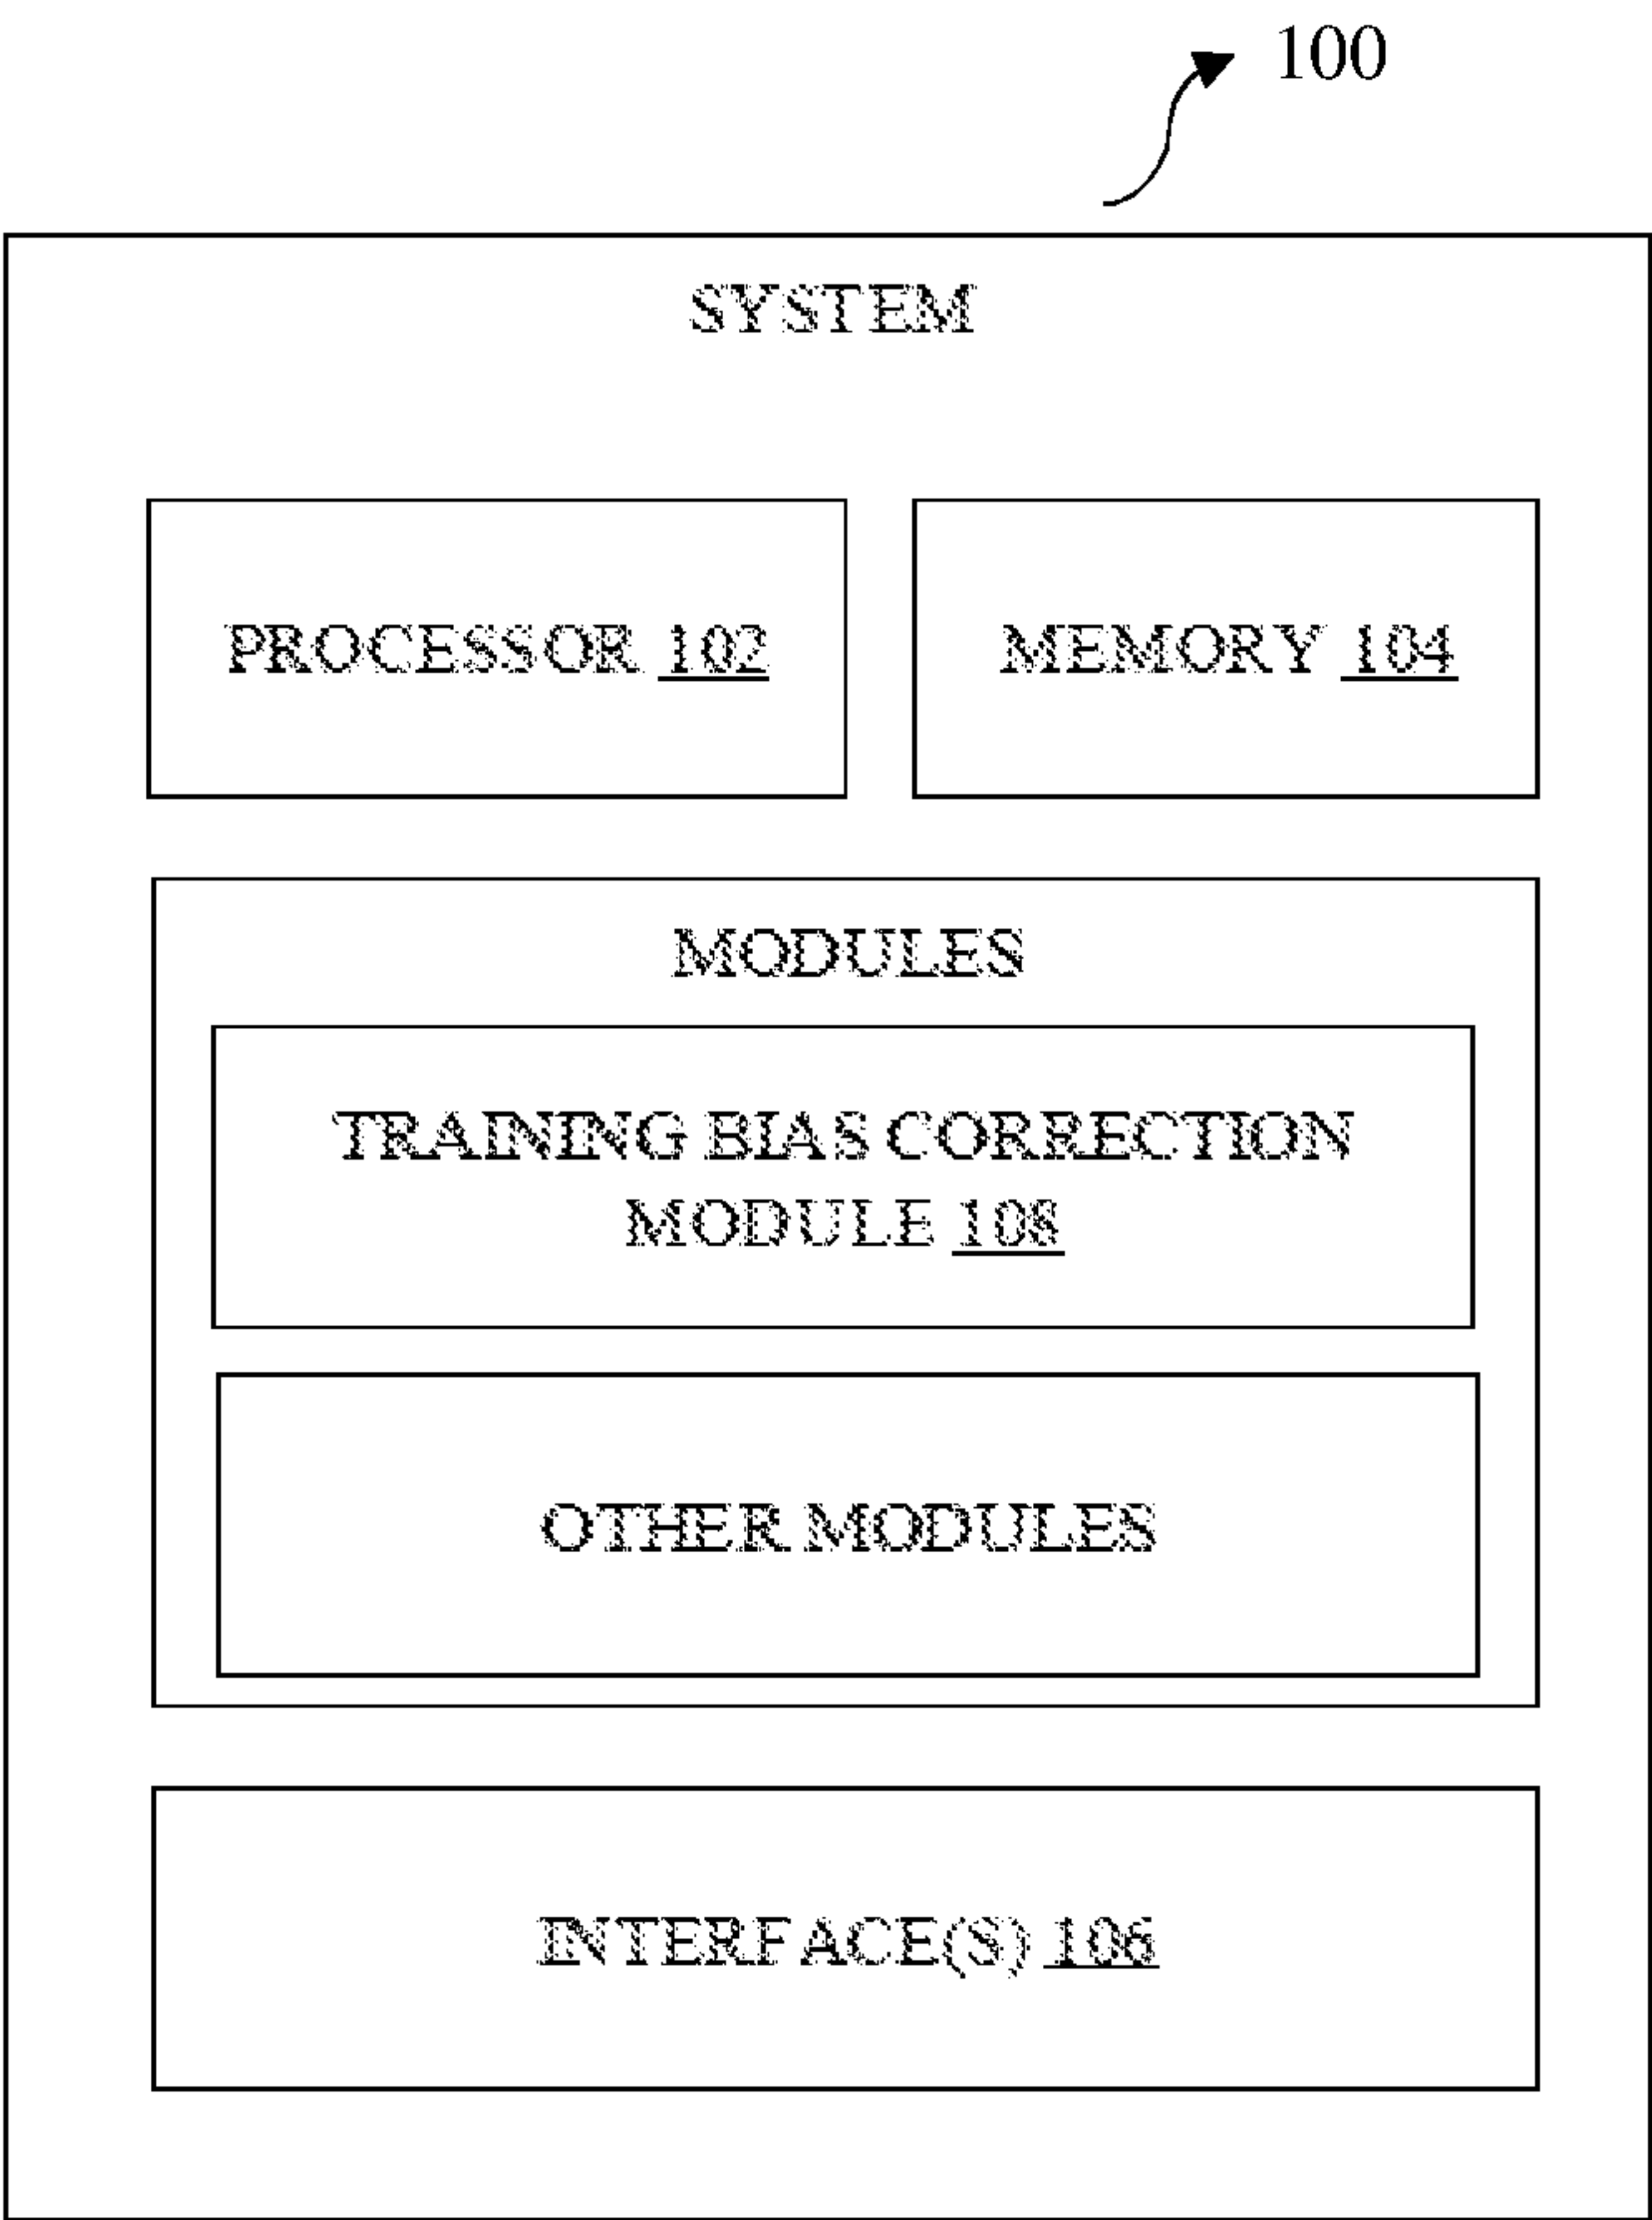 100
SYSTEM
PROCESSOR 102
MEMORY 104
MODULES
TRAINING BIAS CORRECTION
MODULE 108
OTHER MODULES
INTERFACE(S) 106